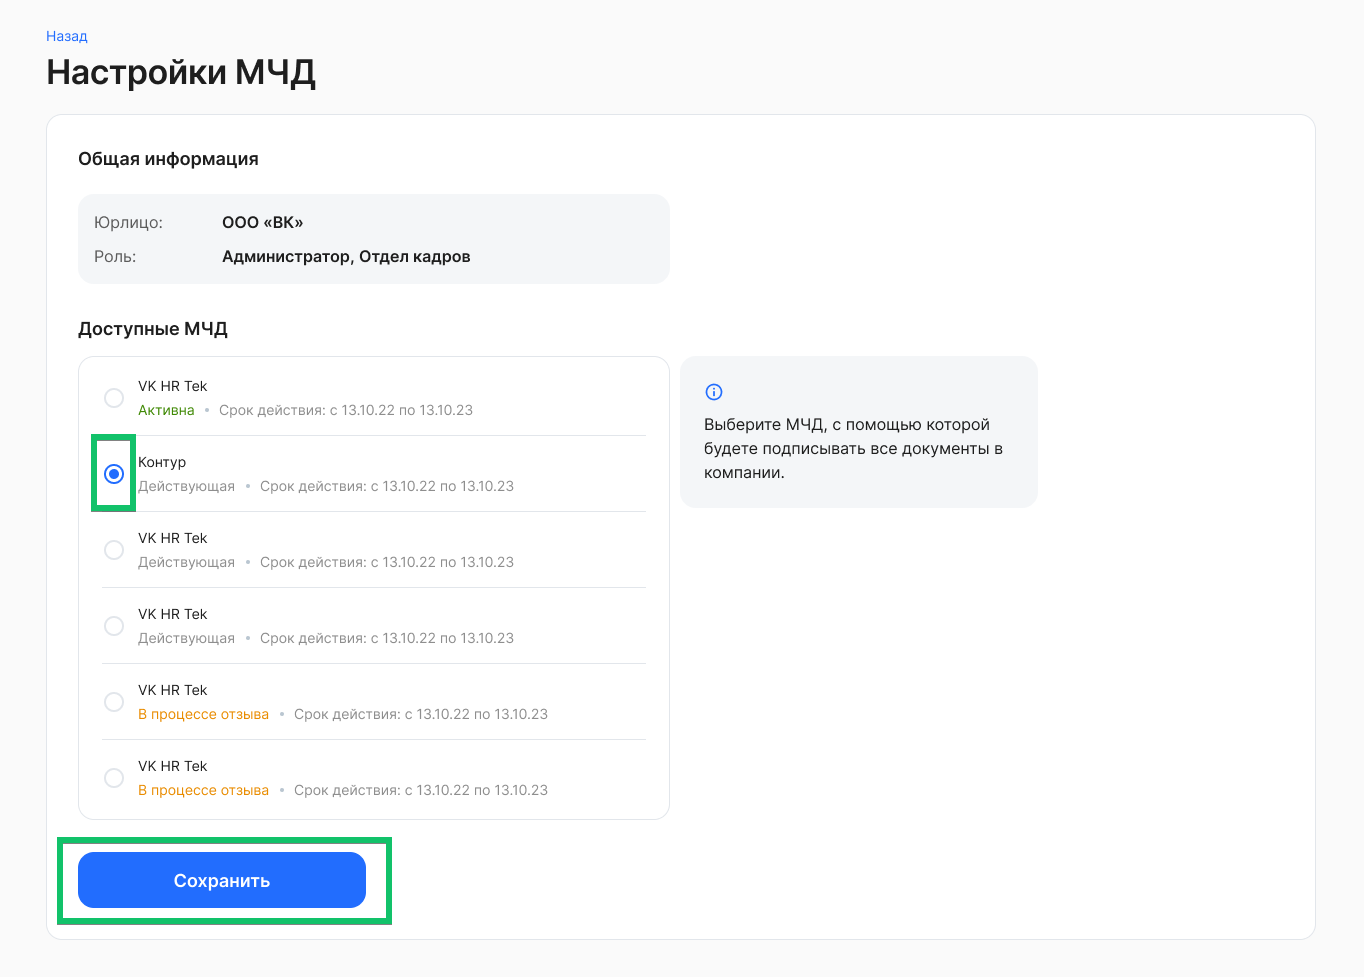 Назад
Настройки МЧД
Общая информация
Юрлицо: ООО «ВК»
Роль: Администратор, Отдел кадров
Доступные МЧД
VK HR Tek
Активна • Срок действия: с 13.10.22 по 13.10.23
Контур
Действующая • Срок действия: с 13.10.22 по 13.10.23
VK HR Tek
Действующая • Срок действия: с 13.10.22 по 13.10.23
VK HR Tek
Действующая • Срок действия: с 13.10.22 по 13.10.23
VK HR Tek
В процессе отзыва • Срок действия: с 13.10.22 по 13.10.23
VK HR Tek
В процессе отзыва • Срок действия: с 13.10.22 по 13.10.23
Выберите МЧД, с помощью которой
будете подписывать все документы в
компании.
Сохранить